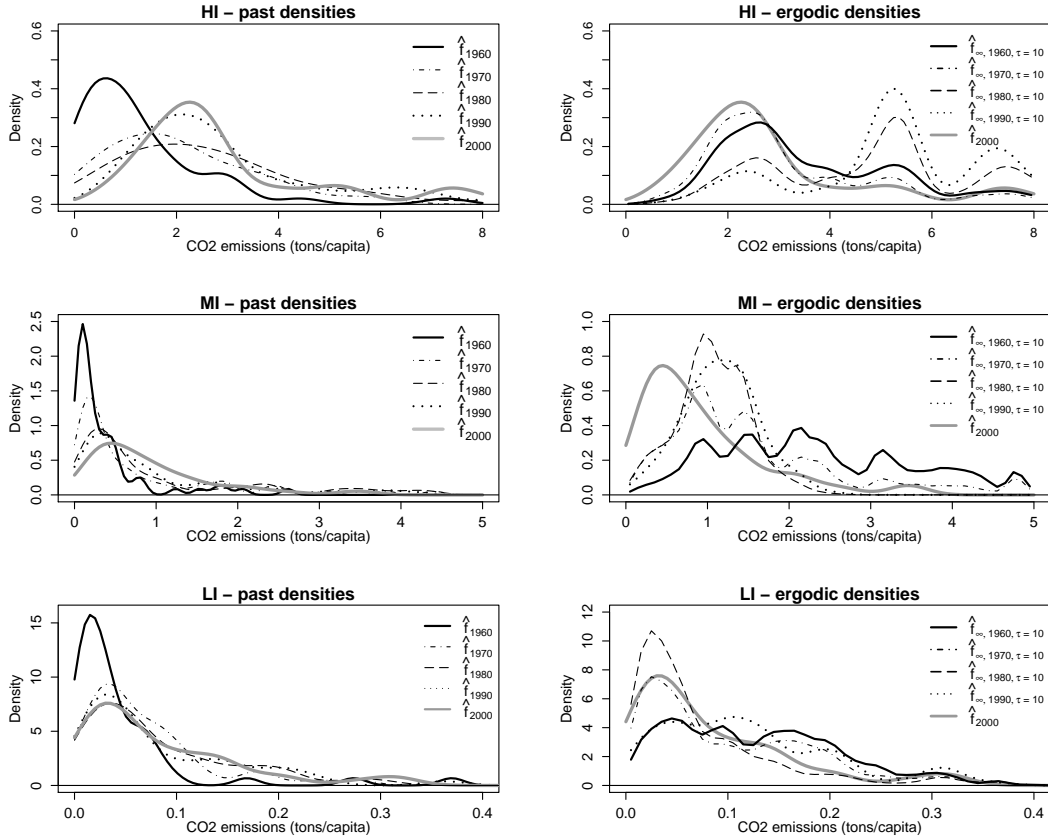 HI − past densities
Density
0.0 0.2 0.4 0.6
f̂1960
f̂1970
f̂1980
f̂1990
f̂2000
0 2 4 6 8
CO2 emissions (tons/capita)
HI − ergodic densities
Density
0.0 0.2 0.4 0.6
f̂∞, 1960, τ = 10
f̂∞, 1970, τ = 10
f̂∞, 1980, τ = 10
f̂∞, 1990, τ = 10
f̂2000
0 2 4 6 8
CO2 emissions (tons/capita)
MI − past densities
Density
0.0 0.5 1.0 1.5 2.0 2.5
f̂1960
f̂1970
f̂1980
f̂1990
f̂2000
0 1 2 3 4 5
CO2 emissions (tons/capita)
MI − ergodic densities
Density
0.0 0.2 0.4 0.6 0.8 1.0
f̂∞, 1960, τ = 10
f̂∞, 1970, τ = 10
f̂∞, 1980, τ = 10
f̂∞, 1990, τ = 10
f̂2000
0 1 2 3 4 5
CO2 emissions (tons/capita)
LI − past densities
Density
0 5 10 15
f̂1960
f̂1970
f̂1980
f̂1990
f̂2000
0.0 0.1 0.2 0.3 0.4
CO2 emissions (tons/capita)
LI − ergodic densities
Density
0 2 4 6 8 10 12
f̂∞, 1960, τ = 10
f̂∞, 1970, τ = 10
f̂∞, 1980, τ = 10
f̂∞, 1990, τ = 10
f̂2000
0.0 0.1 0.2 0.3 0.4
CO2 emissions (tons/capita)